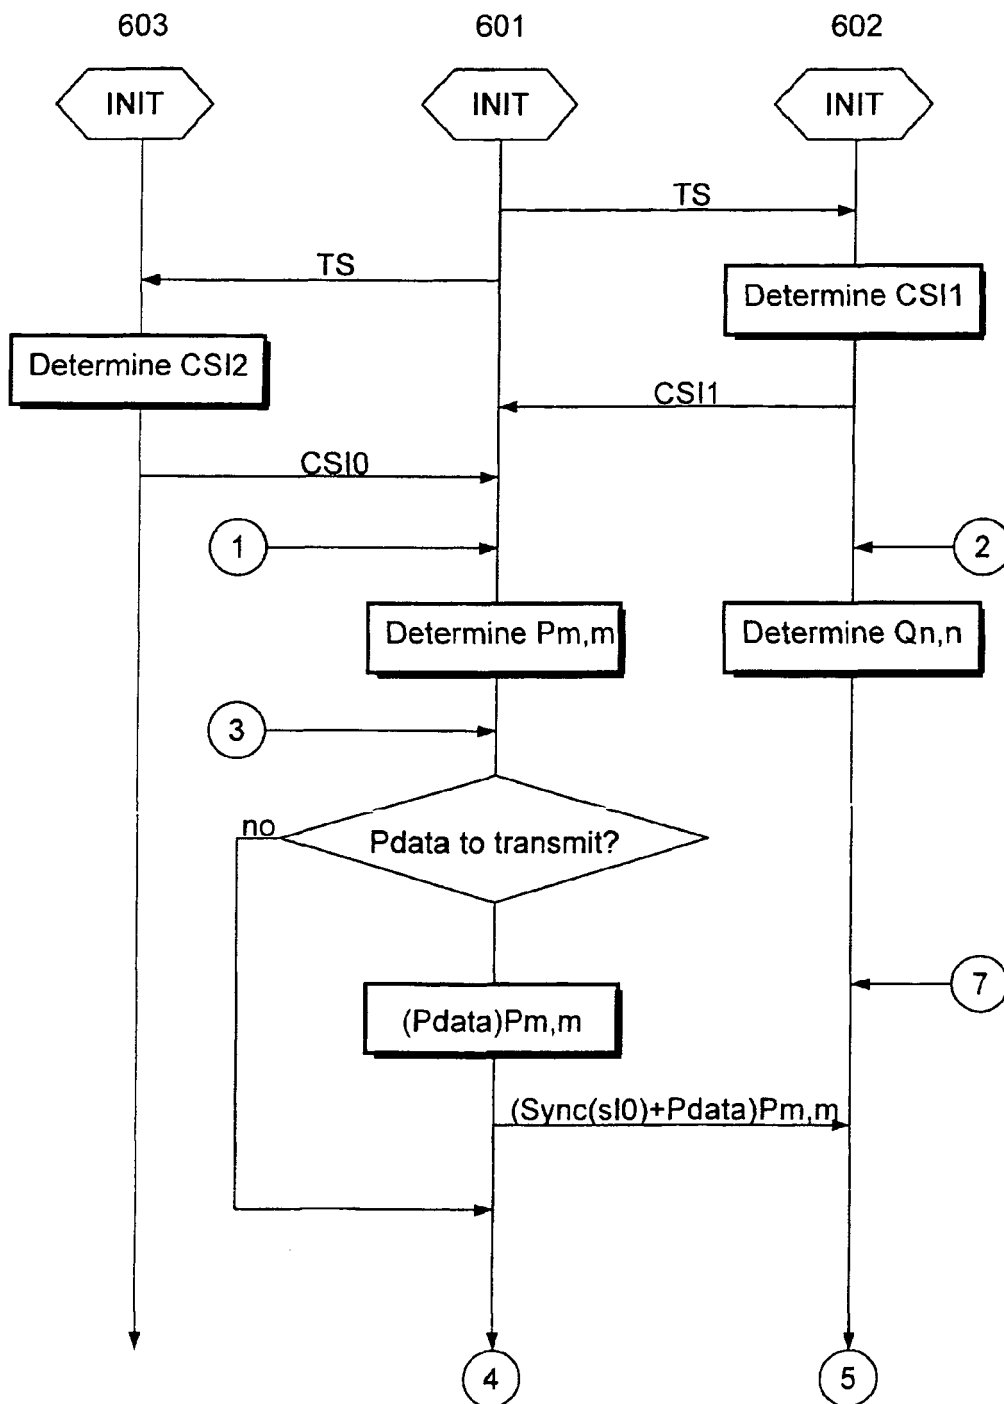 603 601 602
INIT INIT INIT
TS
TS
Determine CSI1
Determine CSI2
CSI1
CSI0
1 2
Determine Pm,m Determine Qn,n
3
no
Pdata to transmit?
7
(Pdata)Pm,m
(Sync(sl0)+Pdata)Pm,m
4 5